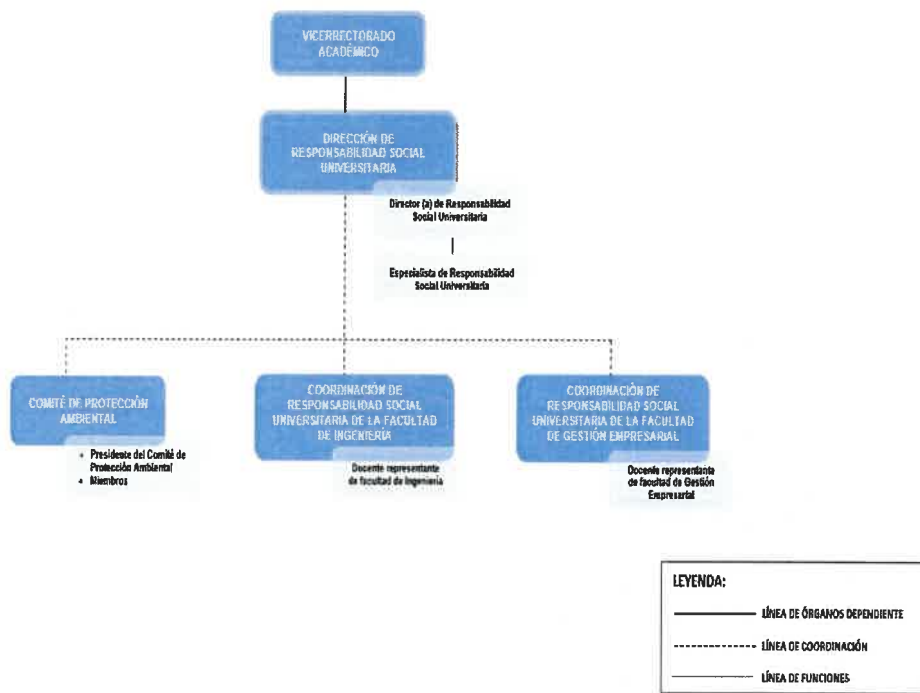 VICERRECTORADO
ACADÉMICO
DIRECCIÓN DE
RESPONSABILIDAD SOCIAL
UNIVERSITARIA
Director (a) de Responsabilidad
Social Universitaria
Especialista de Responsabilidad
Social Universitaria
COMITÉ DE PROTECCIÓN
AMBIENTAL
• Presidente del Comité de
Protección Ambiental
• Miembros
COORDINACIÓN DE
RESPONSABILIDAD SOCIAL
UNIVERSITARIA DE LA FACULTAD
DE INGENIERÍA
Docente representante
de facultad de Ingeniería
COORDINACIÓN DE
RESPONSABILIDAD SOCIAL
UNIVERSITARIA DE LA FACULTAD
DE GESTIÓN EMPRESARIAL
Docente representante
de facultad de Gestión
Empresarial
LEYENDA:
LÍNEA DE ÓRGANOS DEPENDIENTE
LÍNEA DE COORDINACIÓN
LÍNEA DE FUNCIONES